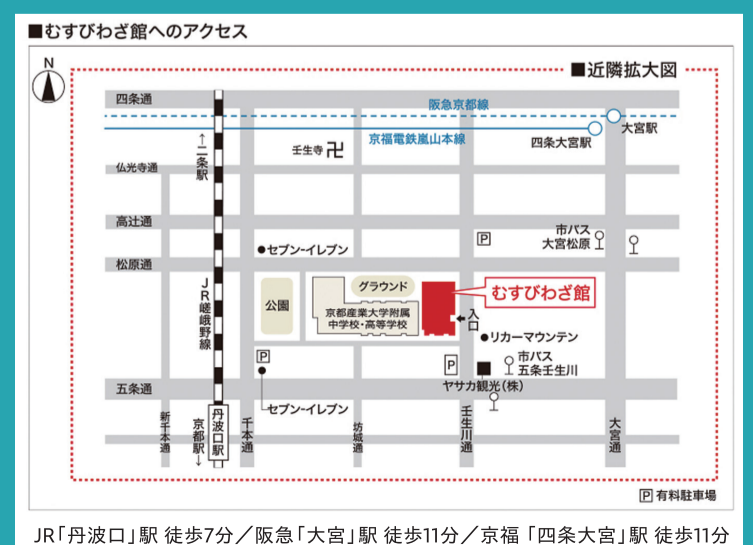 ■むすびわざ館へのアクセス
N
■近隣拡大図
四条通
阪急京都線
京福電鉄嵐山本線
四条大宮駅
大宮駅
↑二条駅
壬生寺卍
仏光寺通
高辻通
●セブン-イレブン
P
市バス
大宮松原
松原通
JR嵯峨野線
公園
グラウンド
京都産業大学附属
中学校・高等学校
むすびわざ館
←入口
●リカーマウンテン
P
P
市バス
五条壬生川
ヤサカ観光(株)
五条通
セブン-イレブン
新千本通
京都駅↓
丹波口駅
千本通
坊城通
壬生川通
大宮通
P有料駐車場
JR「丹波口」駅 徒歩7分／阪急「大宮」駅 徒歩11分／京福「四条大宮」駅 徒歩11分